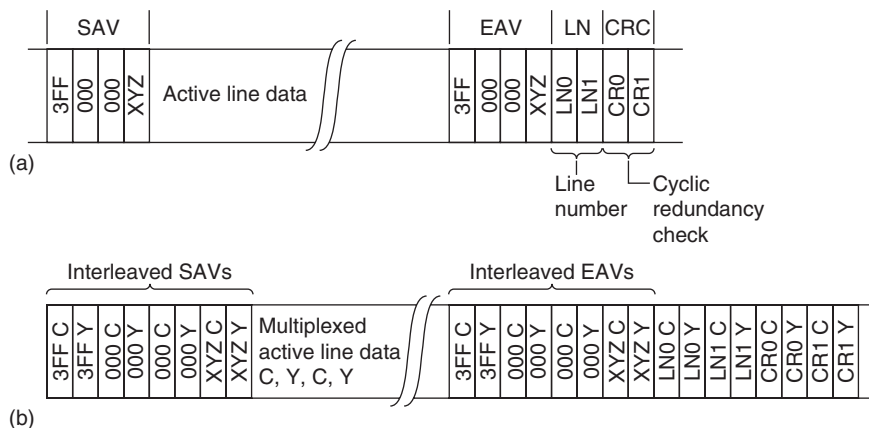 SAV EAV LN CRC
3FF 000 000 XYZ Active line data 3FF 000 000 XYZ LN0 LN1 CR0 CR1
(a)
Line number
Cyclic redundancy check
Interleaved SAVs Interleaved EAVs
3FF C 3FF Y 000 C 000 Y 000 C 000 Y XYZ C XYZ Y Multiplexed active line data C, Y, C, Y 3FF C 3FF Y 000 C 000 Y 000 C 000 Y XYZ C XYZ Y LN0 C LN0 Y LN1 C LN1 Y CR0 C CR0 Y CR1 C CR1 Y
(b)